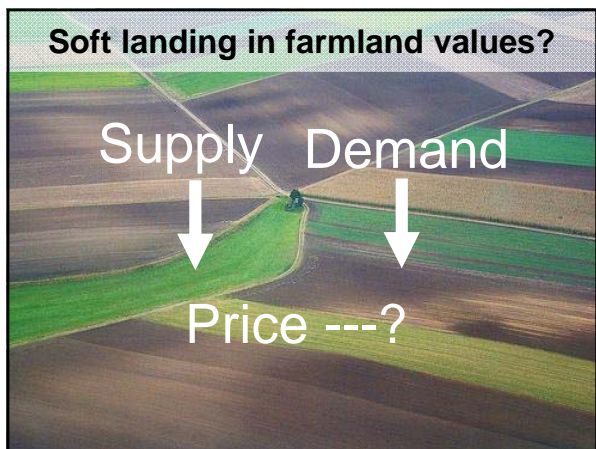 Soft landing in farmland values?
Supply Demand
Price ---?